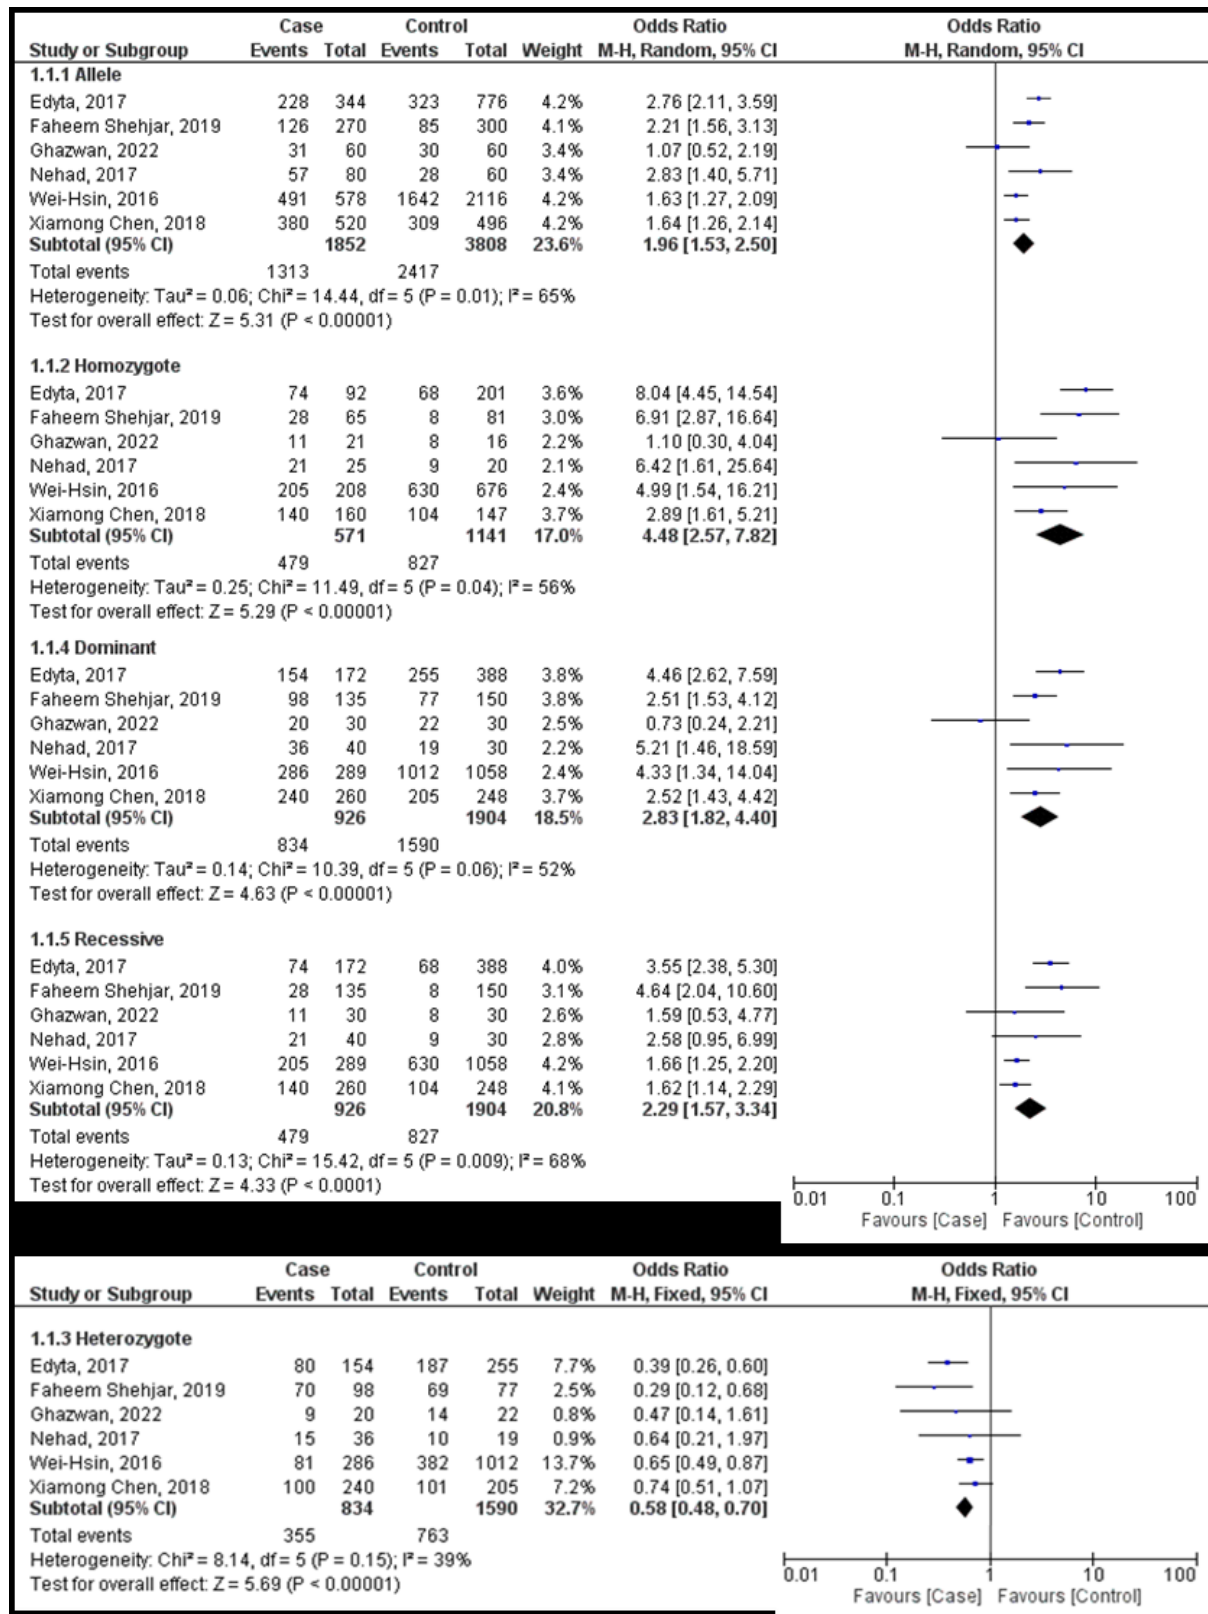 Case Control Odds Ratio Odds Ratio
Study or Subgroup Events Total Events Total Weight M-H, Random, 95% CI M-H, Random, 95% CI
1.1.1 Allele
Edyta, 2017 228 344 323 776 4.2% 2.76 [2.11, 3.59]
Faheem Shehjar, 2019 126 270 85 300 4.1% 2.21 [1.56, 3.13]
Ghazwan, 2022 31 60 30 60 3.4% 1.07 [0.52, 2.19]
Nehad, 2017 57 80 28 60 3.4% 2.83 [1.40, 5.71]
Wei-Hsin, 2016 491 578 1642 2116 4.2% 1.63 [1.27, 2.09]
Xiamong Chen, 2018 380 520 309 496 4.2% 1.64 [1.26, 2.14]
Subtotal (95% CI) 1852 3808 23.6% 1.96 [1.53, 2.50]
Total events 1313 2417
Heterogeneity: Tau² = 0.06; Chi² = 14.44, df = 5 (P = 0.01); I² = 65%
Test for overall effect: Z = 5.31 (P < 0.00001)
1.1.2 Homozygote
Edyta, 2017 74 92 68 201 3.6% 8.04 [4.45, 14.54]
Faheem Shehjar, 2019 28 65 8 81 3.0% 6.91 [2.87, 16.64]
Ghazwan, 2022 11 21 8 16 2.2% 1.10 [0.30, 4.04]
Nehad, 2017 21 25 9 20 2.1% 6.42 [1.61, 25.64]
Wei-Hsin, 2016 205 208 630 676 2.4% 4.99 [1.54, 16.21]
Xiamong Chen, 2018 140 160 104 147 3.7% 2.89 [1.61, 5.21]
Subtotal (95% CI) 571 1141 17.0% 4.48 [2.57, 7.82]
Total events 479 827
Heterogeneity: Tau² = 0.25; Chi² = 11.49, df = 5 (P = 0.04); I² = 56%
Test for overall effect: Z = 5.29 (P < 0.00001)
1.1.4 Dominant
Edyta, 2017 154 172 255 388 3.8% 4.46 [2.62, 7.59]
Faheem Shehjar, 2019 98 135 77 150 3.8% 2.51 [1.53, 4.12]
Ghazwan, 2022 20 30 22 30 2.5% 0.73 [0.24, 2.21]
Nehad, 2017 36 40 19 30 2.2% 5.21 [1.46, 18.59]
Wei-Hsin, 2016 286 289 1012 1058 2.4% 4.33 [1.34, 14.04]
Xiamong Chen, 2018 240 260 205 248 3.7% 2.52 [1.43, 4.42]
Subtotal (95% CI) 926 1904 18.5% 2.83 [1.82, 4.40]
Total events 834 1590
Heterogeneity: Tau² = 0.14; Chi² = 10.39, df = 5 (P = 0.06); I² = 52%
Test for overall effect: Z = 4.63 (P < 0.00001)
1.1.5 Recessive
Edyta, 2017 74 172 68 388 4.0% 3.55 [2.38, 5.30]
Faheem Shehjar, 2019 28 135 8 150 3.1% 4.64 [2.04, 10.60]
Ghazwan, 2022 11 30 8 30 2.6% 1.59 [0.53, 4.77]
Nehad, 2017 21 40 9 30 2.8% 2.58 [0.95, 6.99]
Wei-Hsin, 2016 205 289 630 1058 4.2% 1.66 [1.25, 2.20]
Xiamong Chen, 2018 140 260 104 248 4.1% 1.62 [1.14, 2.29]
Subtotal (95% CI) 926 1904 20.8% 2.29 [1.57, 3.34]
Total events 479 827
Heterogeneity: Tau² = 0.13; Chi² = 15.42, df = 5 (P = 0.009); I² = 68%
Test for overall effect: Z = 4.33 (P < 0.0001)
0.01 0.1 1 10 100
Favours [Case] Favours [Control]
Case Control Odds Ratio Odds Ratio
Study or Subgroup Events Total Events Total Weight M-H, Fixed, 95% CI M-H, Fixed, 95% CI
1.1.3 Heterozygote
Edyta, 2017 80 154 187 255 7.7% 0.39 [0.26, 0.60]
Faheem Shehjar, 2019 70 98 69 77 2.5% 0.29 [0.12, 0.68]
Ghazwan, 2022 9 20 14 22 0.8% 0.47 [0.14, 1.61]
Nehad, 2017 15 36 10 19 0.9% 0.64 [0.21, 1.97]
Wei-Hsin, 2016 81 286 382 1012 13.7% 0.65 [0.49, 0.87]
Xiamong Chen, 2018 100 240 101 205 7.2% 0.74 [0.51, 1.07]
Subtotal (95% CI) 834 1590 32.7% 0.58 [0.48, 0.70]
Total events 355 763
Heterogeneity: Chi² = 8.14, df = 5 (P = 0.15); I² = 39%
Test for overall effect: Z = 5.69 (P < 0.00001)
0.01 0.1 1 10 100
Favours [Case] Favours [Control]